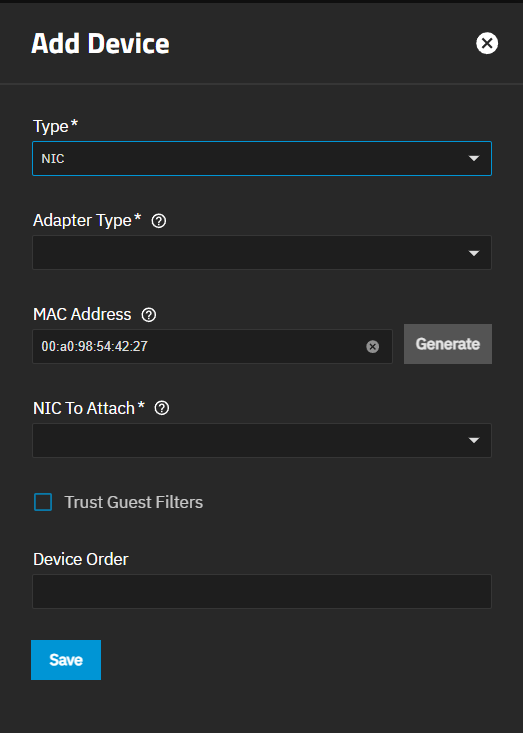 Add Device
Type*
NIC
Adapter Type*
MAC Address
00:a0:98:54:42:27
Generate
NIC To Attach*
Trust Guest Filters
Device Order
Save